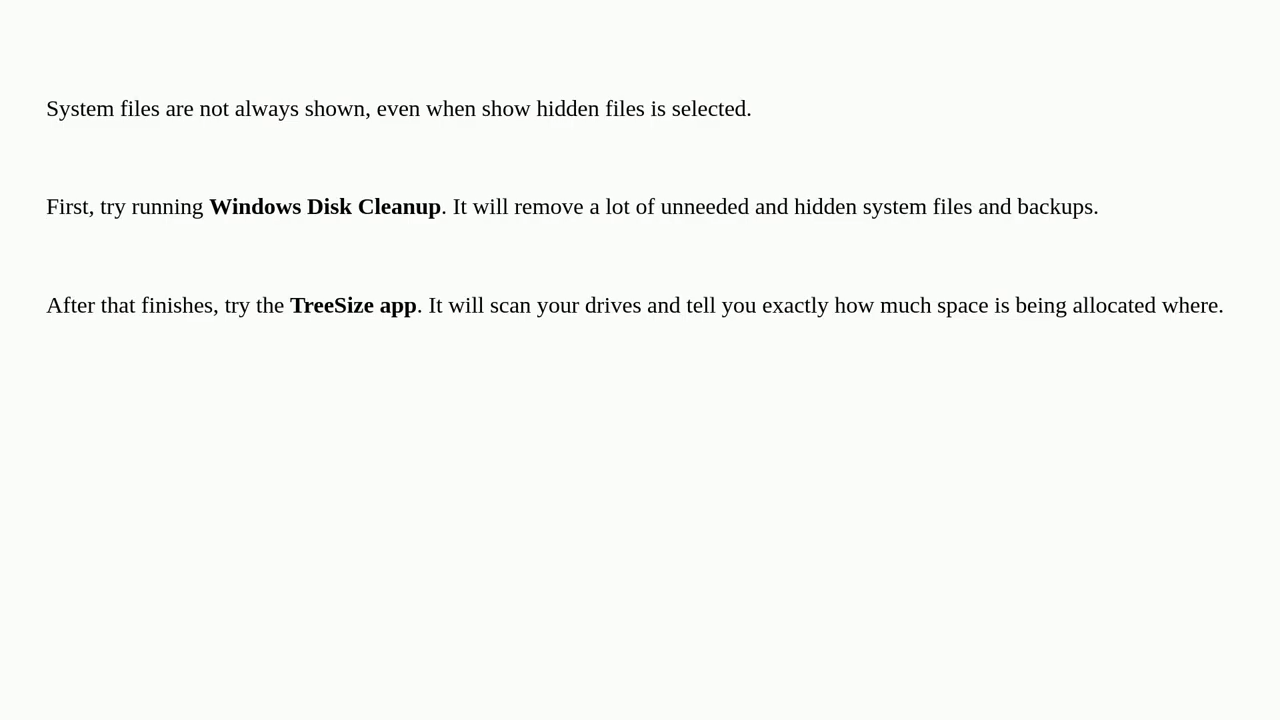 System files are not always shown, even when show hidden files is selected.
First, try running Windows Disk Cleanup. It will remove a lot of unneeded and hidden system files and backups.
After that finishes, try the TreeSize app. It will scan your drives and tell you exactly how much space is being allocated where.